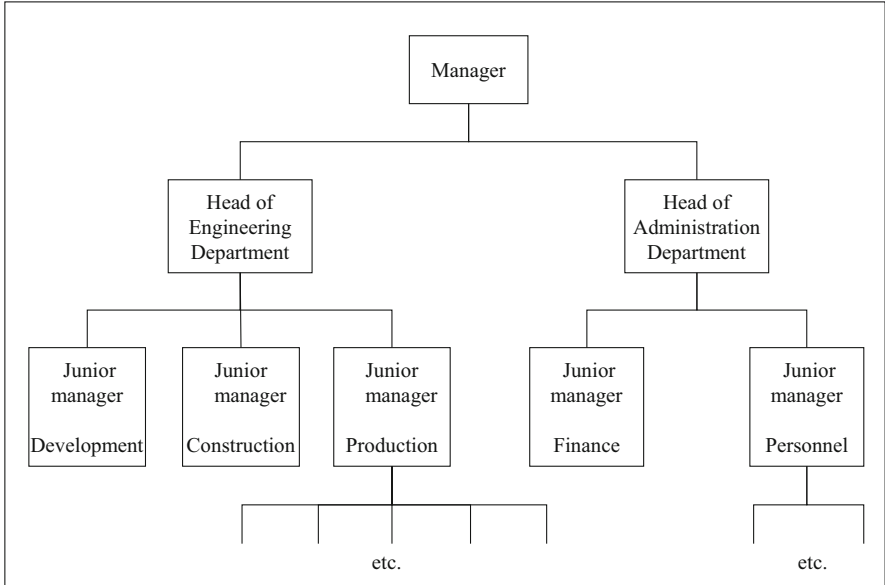 Manager
Head of
Engineering
Department
Head of
Administration
Department
Junior
manager
Development
Junior
manager
Construction
Junior
manager
Production
Junior
manager
Finance
Junior
manager
Personnel
etc.
etc.